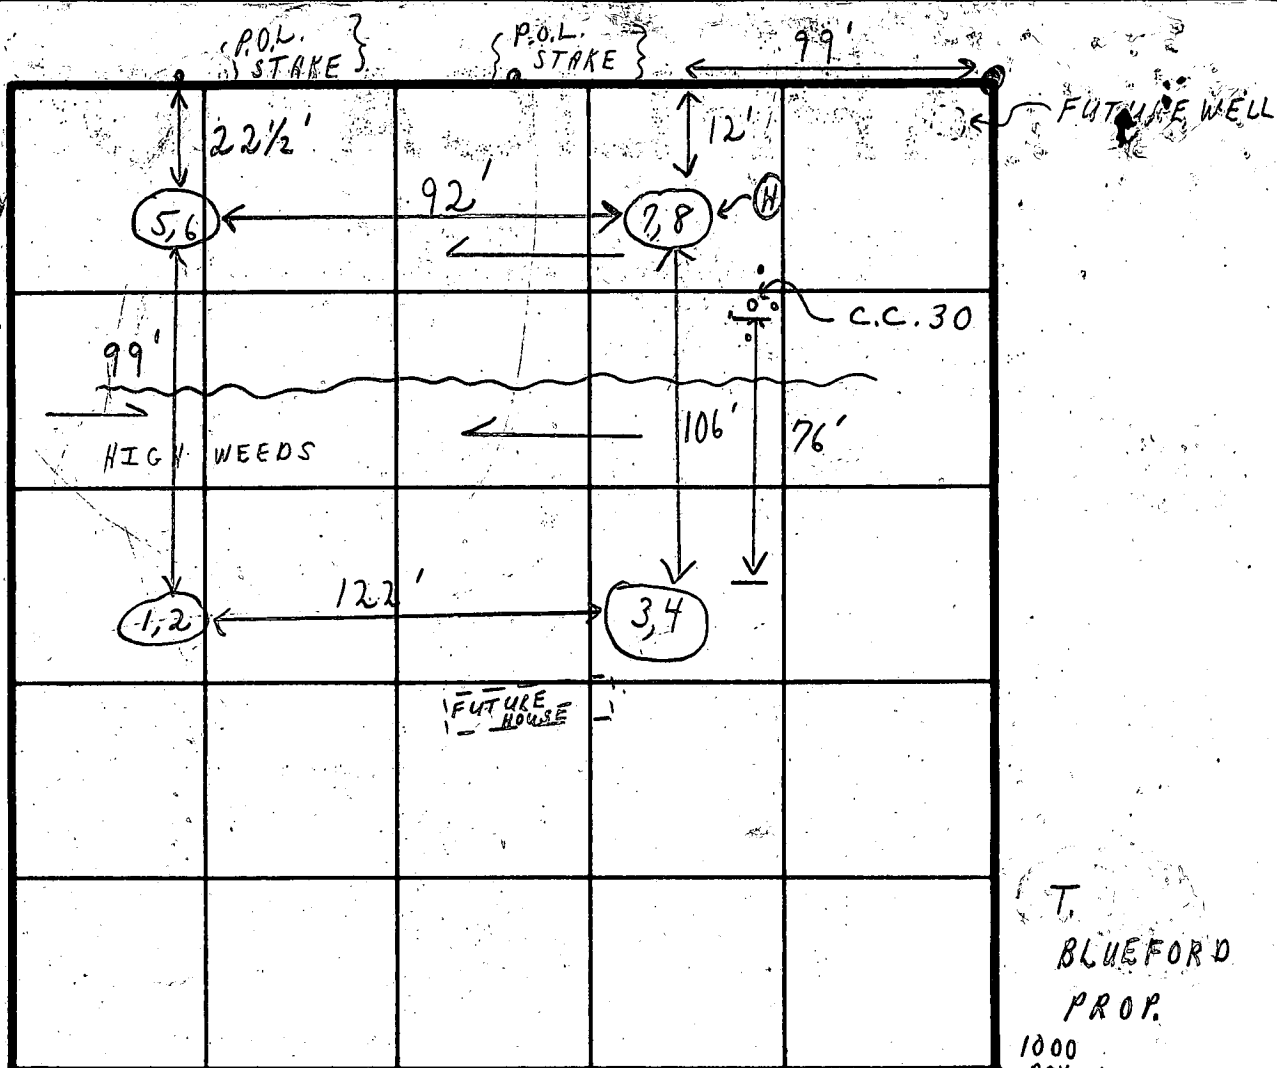 P.O.L.
STAKE
P.O.L.
STAKE
99'
FUTURE WELL
22½'
12'
92'
5,6
7,8
H
C.C. 30
99'
106'
76'
HIGH WEEDS
122'
1,2
3,4
FUTURE
HOUSE
T.
BLUEFORD
PROP.
1000